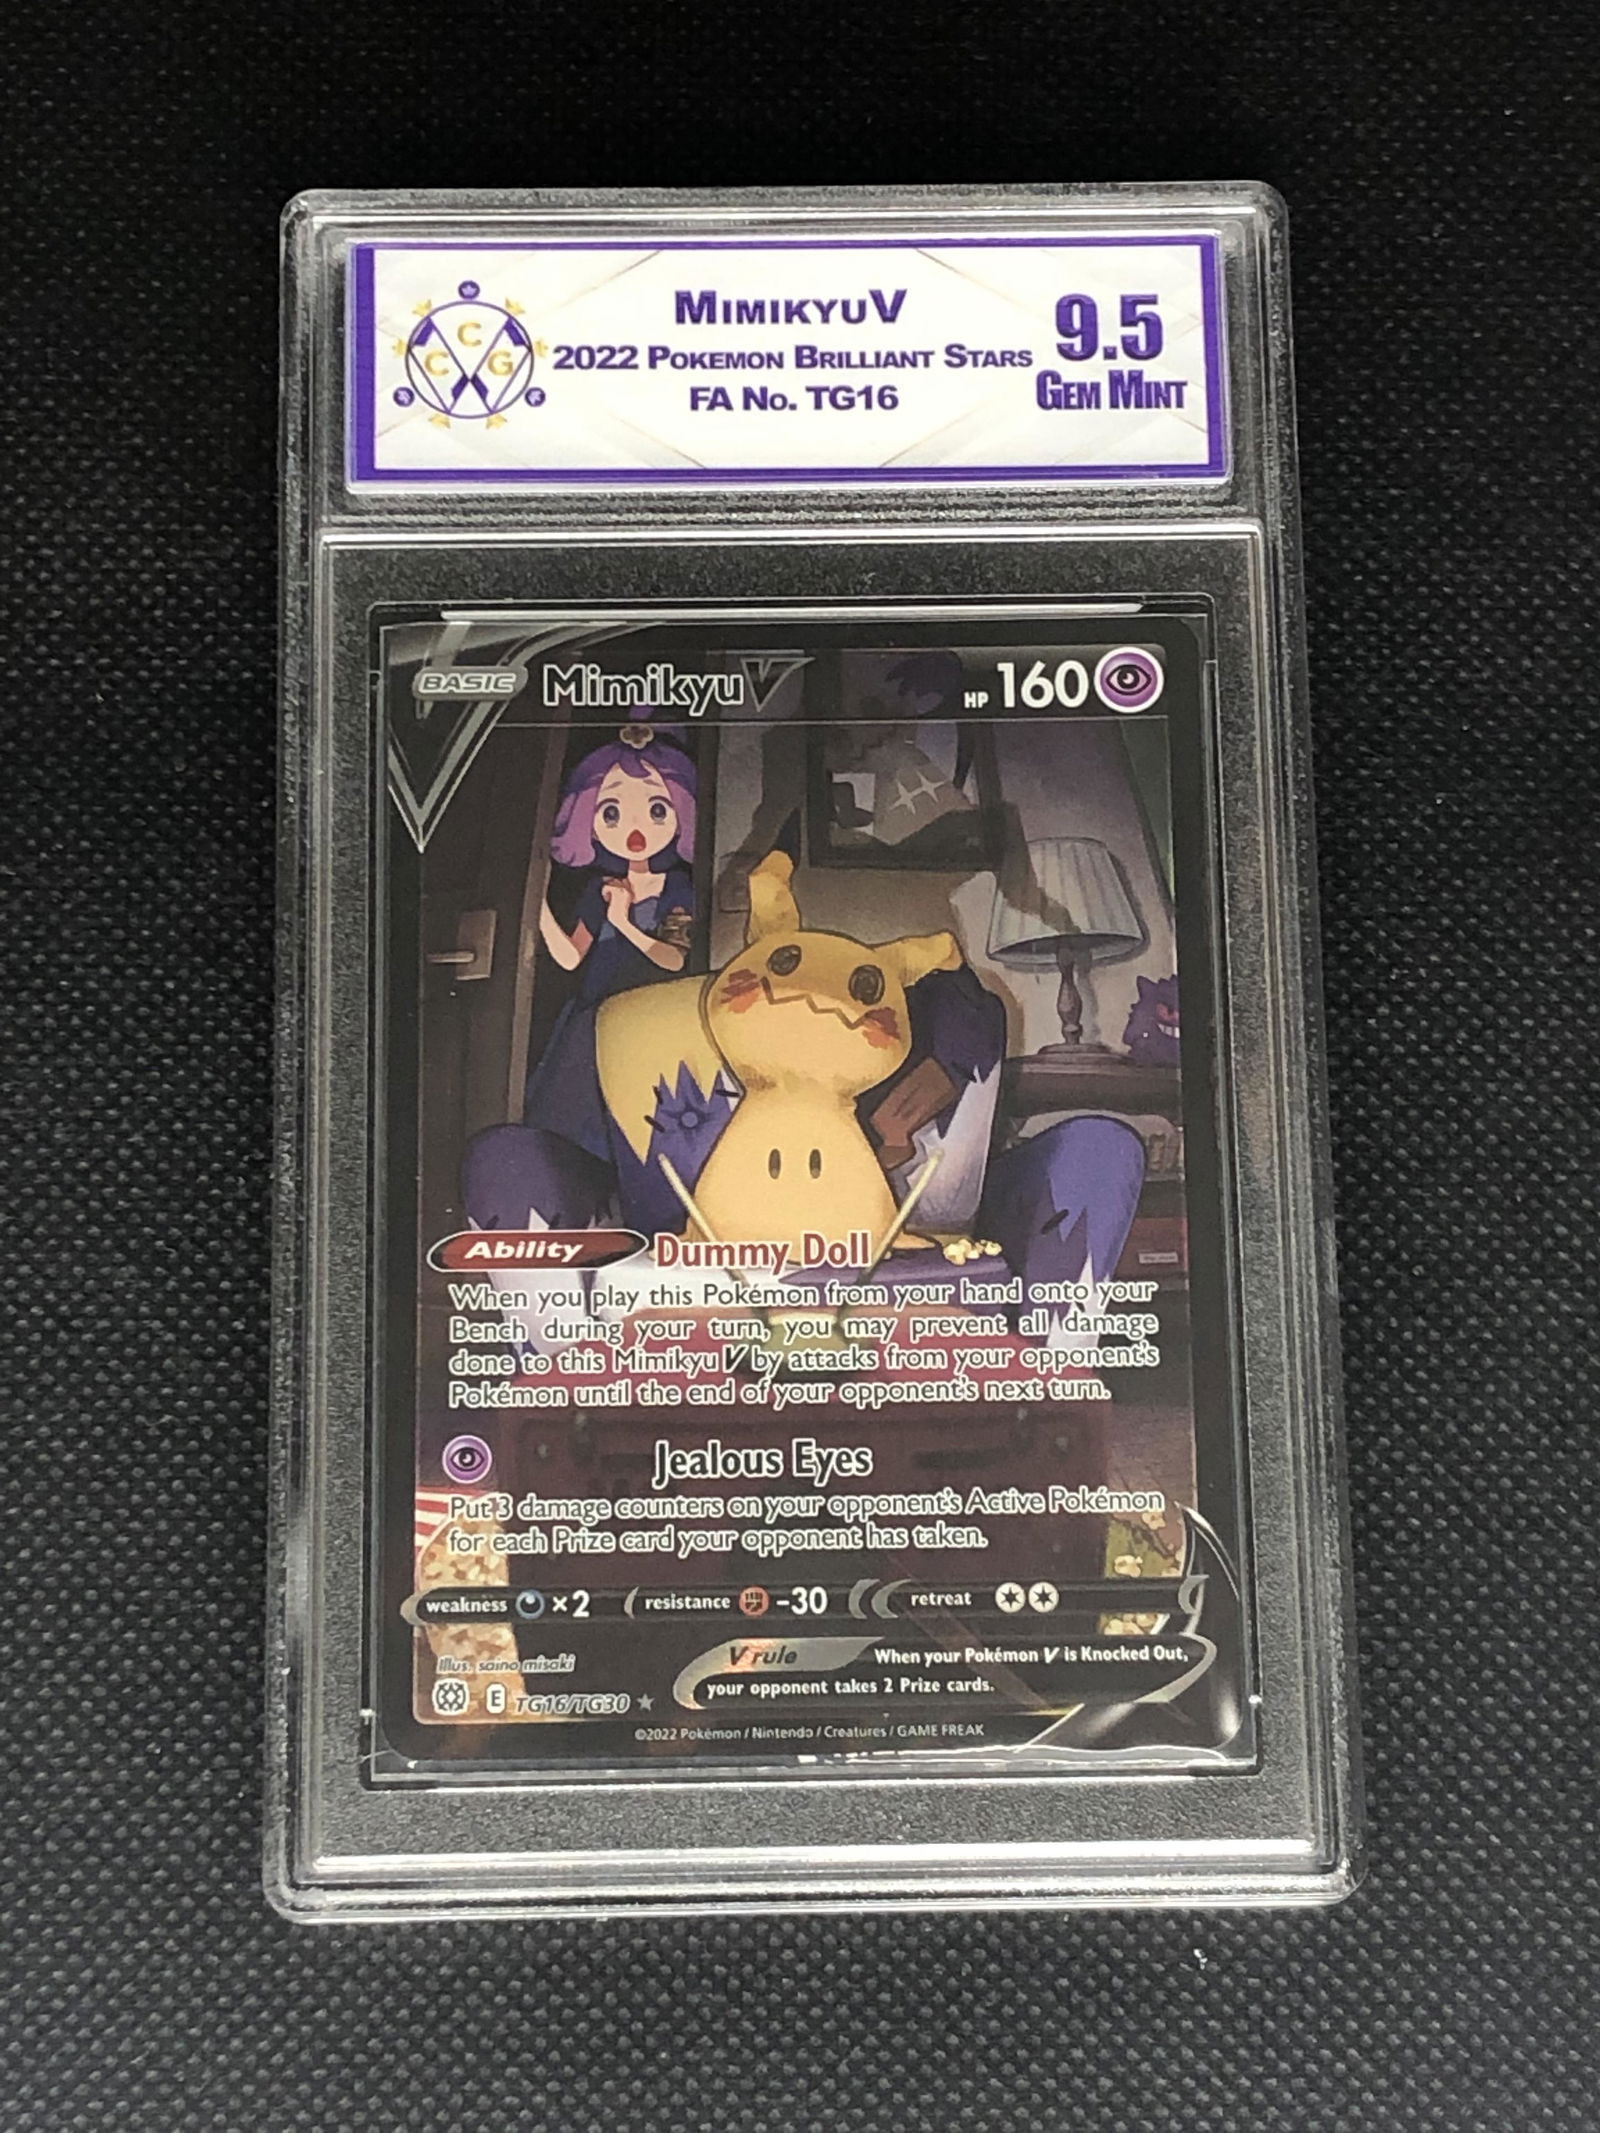 C
C G
MIMIKYUV
2022 POKEMON BRILLIANT STARS
FA NO. TG16
9.5
GEM MINT
BASIC Mimikyu V HP 160
Ability Dummy Doll
When you play this Pokémon from your hand onto your
Bench during your turn, you may prevent all damage
done to this Mimikyu V by attacks from your opponent's
Pokémon until the end of your opponent's next turn.
Jealous Eyes
Put 3 damage counters on your opponent's Active Pokémon
for each Prize card your opponent has taken.
weakness ×2 resistance -30 retreat
Illus. saino misaki
V rule When your Pokémon V is Knocked Out,
your opponent takes 2 Prize cards.
E TG16/TG30 ★
©2022 Pokémon / Nintendo / Creatures / GAME FREAK